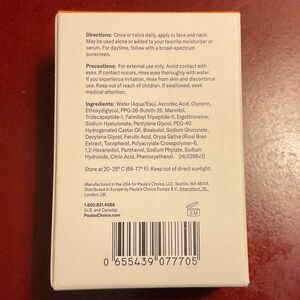 Directions: Once or twice daily, apply to face and neck.
May be used alone or added to your favorite moisturizer or
serum. For daytime, follow with a broad-spectrum
sunscreen.
Precautions: For external use only. Avoid contact with
eyes. If contact occurs, rinse eyes thoroughly with water.
If you experience irritation, rinse from skin and discontinue
use. Keep out of reach of children. If swallowed, seek
medical attention.
Ingredients: Water (Aqua/Eau), Ascorbic Acid, Glycerin,
Ethoxydiglycol, PPG-26-Buteth-26, Mannitol,
Tridecapeptide-1, Palmitoyl Tripeptide-5, Ergothioneine,
Sodium Hyaluronate, Pentylene Glycol, PEG-40
Hydrogenated Castor Oil, Bisabolol, Sodium Gluconate,
Decylene Glycol, Ferulic Acid, Oryza Sativa (Rice) Bran
Extract, Tocopherol, Polyacrylate Crosspolymer-6,
1,2-Hexanediol, Pantheonol, Sodium Phytate, Sodium
Hydroxide, Citric Acid, Phenoxyethanol. [r6/4395v3]
Store at 20-25° C (68-77° F). Keep out of direct sunlight.
Manufactured in the USA for Paula's Choice, LLC, Seattle, WA 98104.
Distributed in Europe by Paula's Choice Europe B.V., NL.
London, UK.
1.800.831.4088
(U.S. and Canada)
PaulasChoice.com
3 M
0 655439 077705